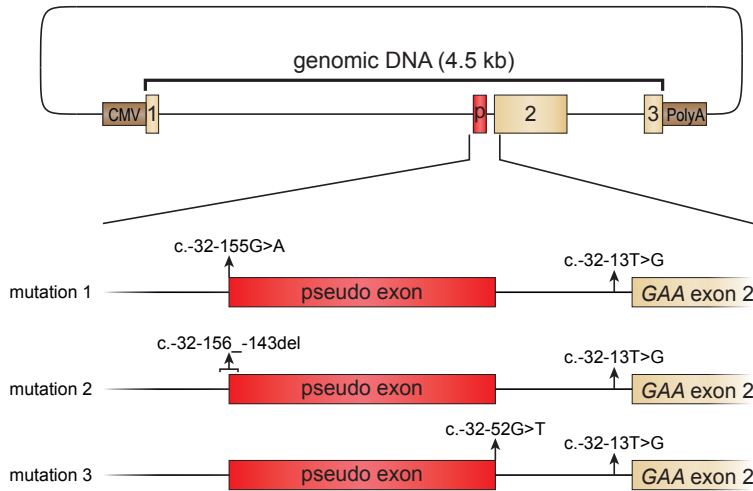 genomic DNA (4.5 kb)
CMV 1 p 2 3 PolyA
c.-32-155G>A
c.-32-13T>G
mutation 1 pseudo exon GAA exon 2
c.-32-156_-143del
c.-32-13T>G
mutation 2 pseudo exon GAA exon 2
c.-32-52G>T
c.-32-13T>G
mutation 3 pseudo exon GAA exon 2